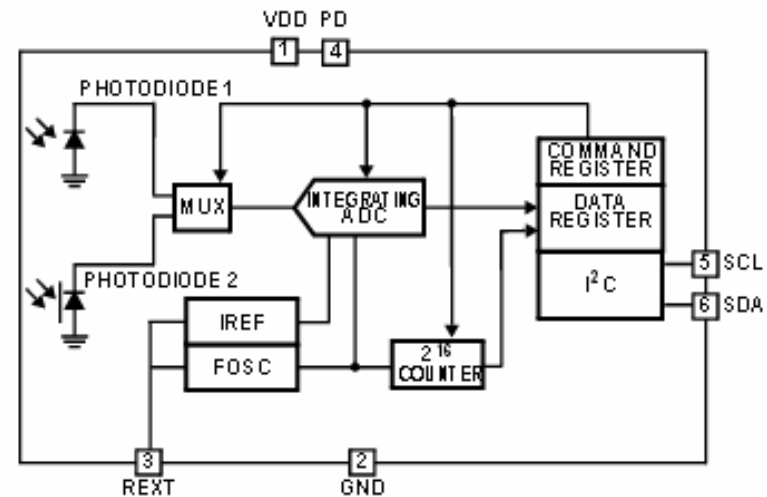 VDD PD
1 4
PHOTODIODE 1
COMMAND
REGISTER
MUX
INTEGRATING
ADC
DATA
REGISTER
PHOTODIODE 2
I²C
5 SCL
6 SDA
IREF
FOSC
2¹⁶
COUNTER
3
REXT
2
GND